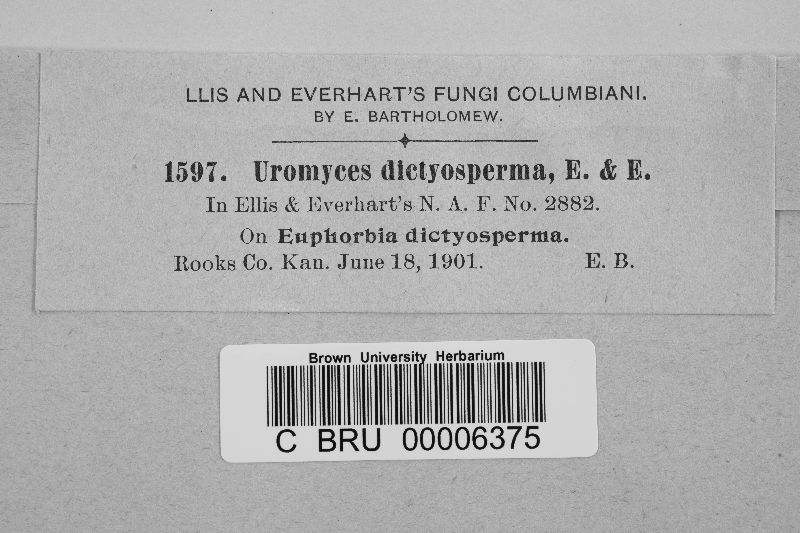 LLIS AND EVERHART'S FUNGI COLUMBIANI.
BY E. BARTHOLOMEW.
1597. Uromyces dictyosperma, E. & E.
In Ellis & Everhart's N. A. F. No. 2882.
On Euphorbia dictyosperma.
Rooks Co. Kan. June 18, 1901. E. B.
Brown University Herbarium
C BRU 00006375